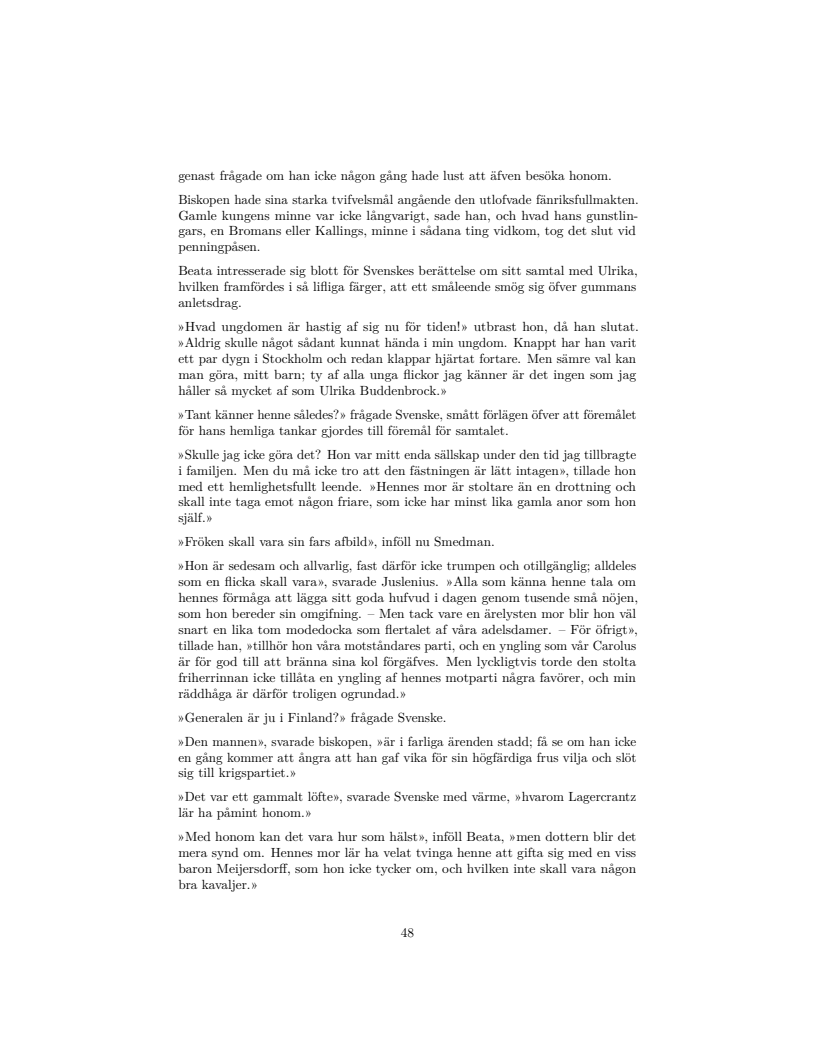 genast frågade om han icke någon gång hade lust att äfven besöka honom.
Biskopen hade sina starka tvifvelsmål angående den utlofvade fänriksfullmakten.
Gamle kungens minne var icke långvarigt, sade han, och hvad hans gunstlin-
gars, en Bromans eller Kallings, minne i sådana ting vidkom, tog det slut vid
penningpåsen.
Beata intresserade sig blott för Svenskes berättelse om sitt samtal med Ulrika,
hvilken framfördes i så lifliga färger, att ett småleende smög sig öfver gummans
anletsdrag.
»Hvad ungdomen är hastig af sig nu för tiden!» utbrast hon, då han slutat.
»Aldrig skulle något sådant kunnat hända i min ungdom. Knappt har han varit
ett par dygn i Stockholm och redan klappar hjärtat fortare. Men sämre val kan
man göra, mitt barn; ty af alla unga flickor jag känner är det ingen som jag
håller så mycket af som Ulrika Buddenbrock.»
»Tant känner henne således?» frågade Svenske, smått förlägen öfver att föremålet
för hans hemliga tankar gjordes till föremål för samtalet.
»Skulle jag icke göra det? Hon var mitt enda sällskap under den tid jag tillbragte
i familjen. Men du må icke tro att den fästningen är lätt intagen», tillade hon
med ett hemlighetsfullt leende. »Hennes mor är stoltare än en drottning och
skall inte taga emot någon friare, som icke har minst lika gamla anor som hon
själf.»
»Fröken skall vara sin fars afbild», inföll nu Smedman.
»Hon är sedesam och allvarlig, fast därför icke trumpen och otillgänglig; alldeles
som en flicka skall vara», svarade Juslenius. »Alla som känna henne tala om
hennes förmåga att lägga sitt goda hufvud i dagen genom tusende små nöjen,
som hon bereder sin omgifning. – Men tack vare en ärelysten mor blir hon väl
snart en lika tom modedocka som flertalet af våra adelsdamer. – För öfrigt»,
tillade han, »tillhör hon våra motståndares parti, och en yngling som vår Carolus
är för god till att bränna sina kol förgäfves. Men lyckligtvis torde den stolta
friherrinnan icke tillåta en yngling af hennes motparti några favörer, och min
räddhåga är därför troligen ogrundad.»
»Generalen är ju i Finland?» frågade Svenske.
»Den mannen», svarade biskopen, »är i farliga ärenden stadd; få se om han icke
en gång kommer att ångra att han gaf vika för sin högfärdiga frus vilja och slöt
sig till krigspartiet.»
»Det var ett gammalt löfte», svarade Svenske med värme, »hvarom Lagercrantz
lär ha påmint honom.»
»Med honom kan det vara hur som hälst», inföll Beata, »men dottern blir det
mera synd om. Hennes mor lär ha velat tvinga henne att gifta sig med en viss
baron Meijersdorff, som hon icke tycker om, och hvilken inte skall vara någon
bra kavaljer.»
48